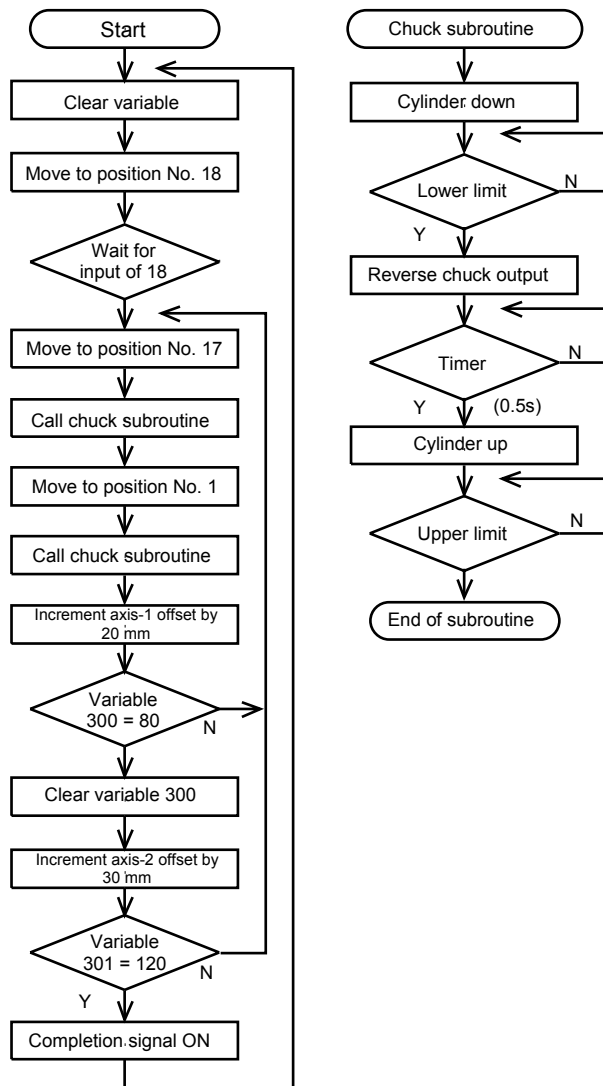 Start
Clear variable
Move to position No. 18
Wait for
input of 18
Move to position No. 17
Call chuck subroutine
Move to position No. 1
Call chuck subroutine
Increment axis-1 offset by
20 mm
Variable
300 = 80
N
Clear variable 300
Increment axis-2 offset by
30 mm
Variable
301 = 120
N
Y
Completion signal ON
Chuck subroutine
Cylinder down
Lower limit
N
Y
Reverse chuck output
Timer
N
Y
(0.5s)
Cylinder up
Upper limit
N
End of subroutine